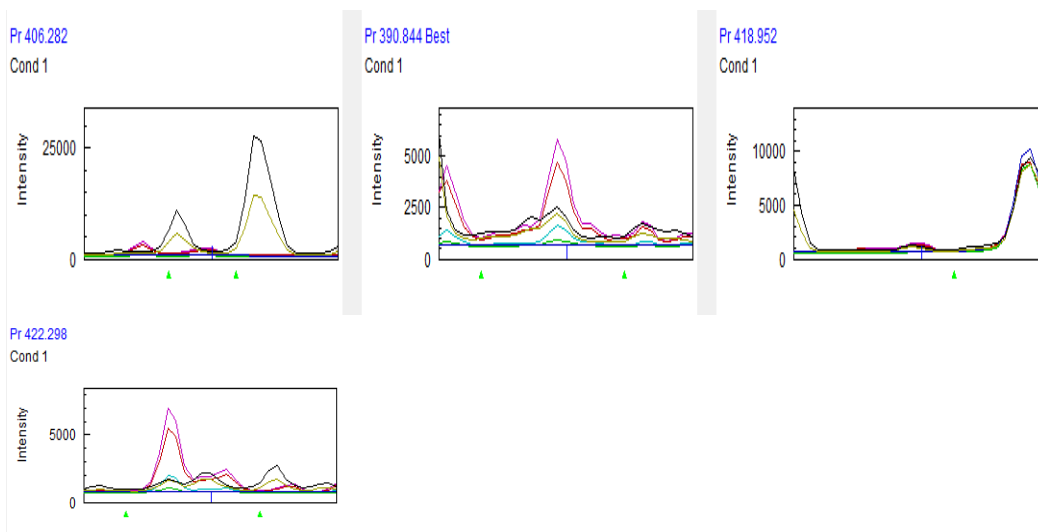 Pr 406.282
Cond 1
Intensity
25000
0
Pr 390.844 Best
Cond 1
Intensity
5000
2500
0
Pr 418.952
Cond 1
Intensity
10000
5000
0
Pr 422.298
Cond 1
Intensity
5000
0